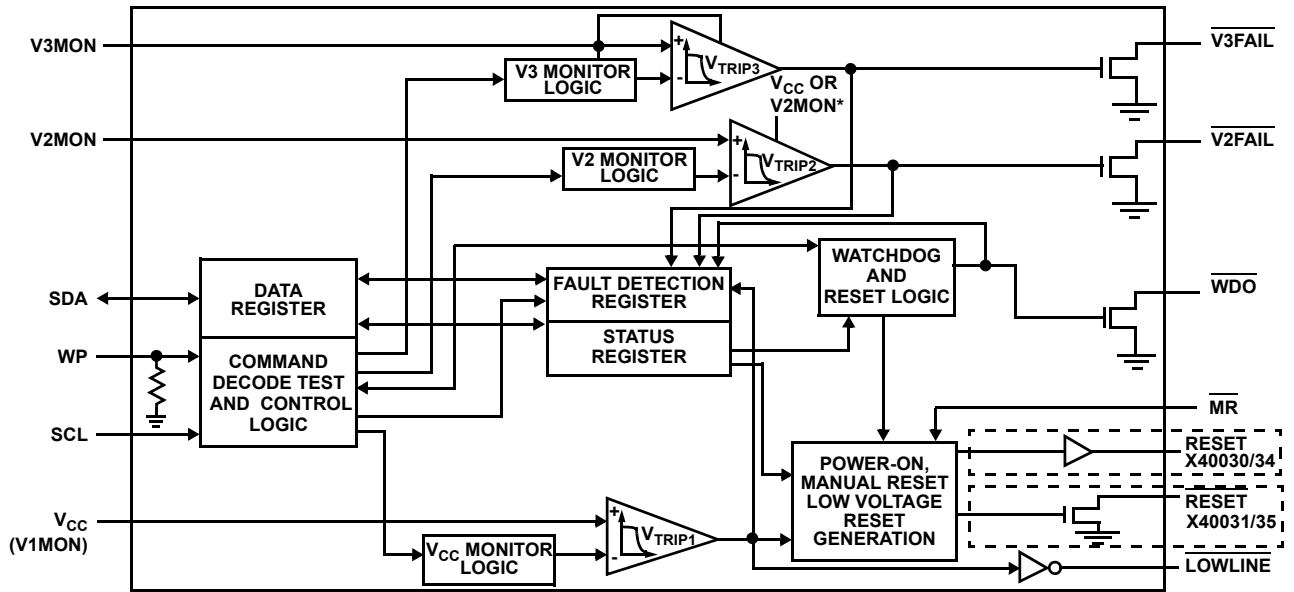 V3MON
V3 MONITOR
LOGIC
+
-
VTRIP3
VCC OR
V2MON*
V3FAIL
V2MON
V2 MONITOR
LOGIC
+
-
VTRIP2
V2FAIL
SDA
WP
SCL
DATA
REGISTER
COMMAND
DECODE TEST
AND CONTROL
LOGIC
FAULT DETECTION
REGISTER
STATUS
REGISTER
WATCHDOG
AND
RESET LOGIC
WDO
MR
POWER-ON,
MANUAL RESET
LOW VOLTAGE
RESET
GENERATION
RESET
X40030/34
RESET
X40031/35
VCC
(V1MON)
VCC MONITOR
LOGIC
+
-
VTRIP1
LOWLINE